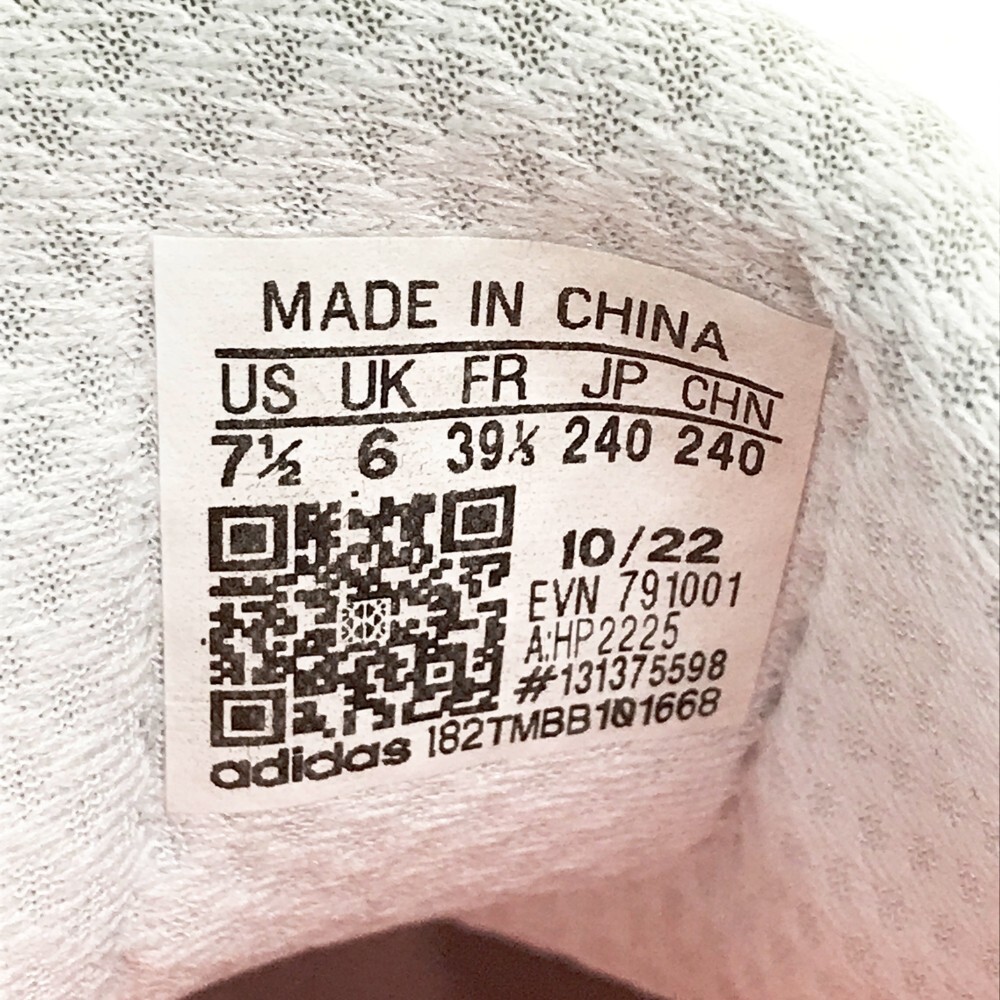 MADE IN CHINA
US UK FR JP CHN
7½ 6 39⅓ 240 240
10/22
EVN 791001
A:HP2225
#131375598
adidas 182TMBB101668